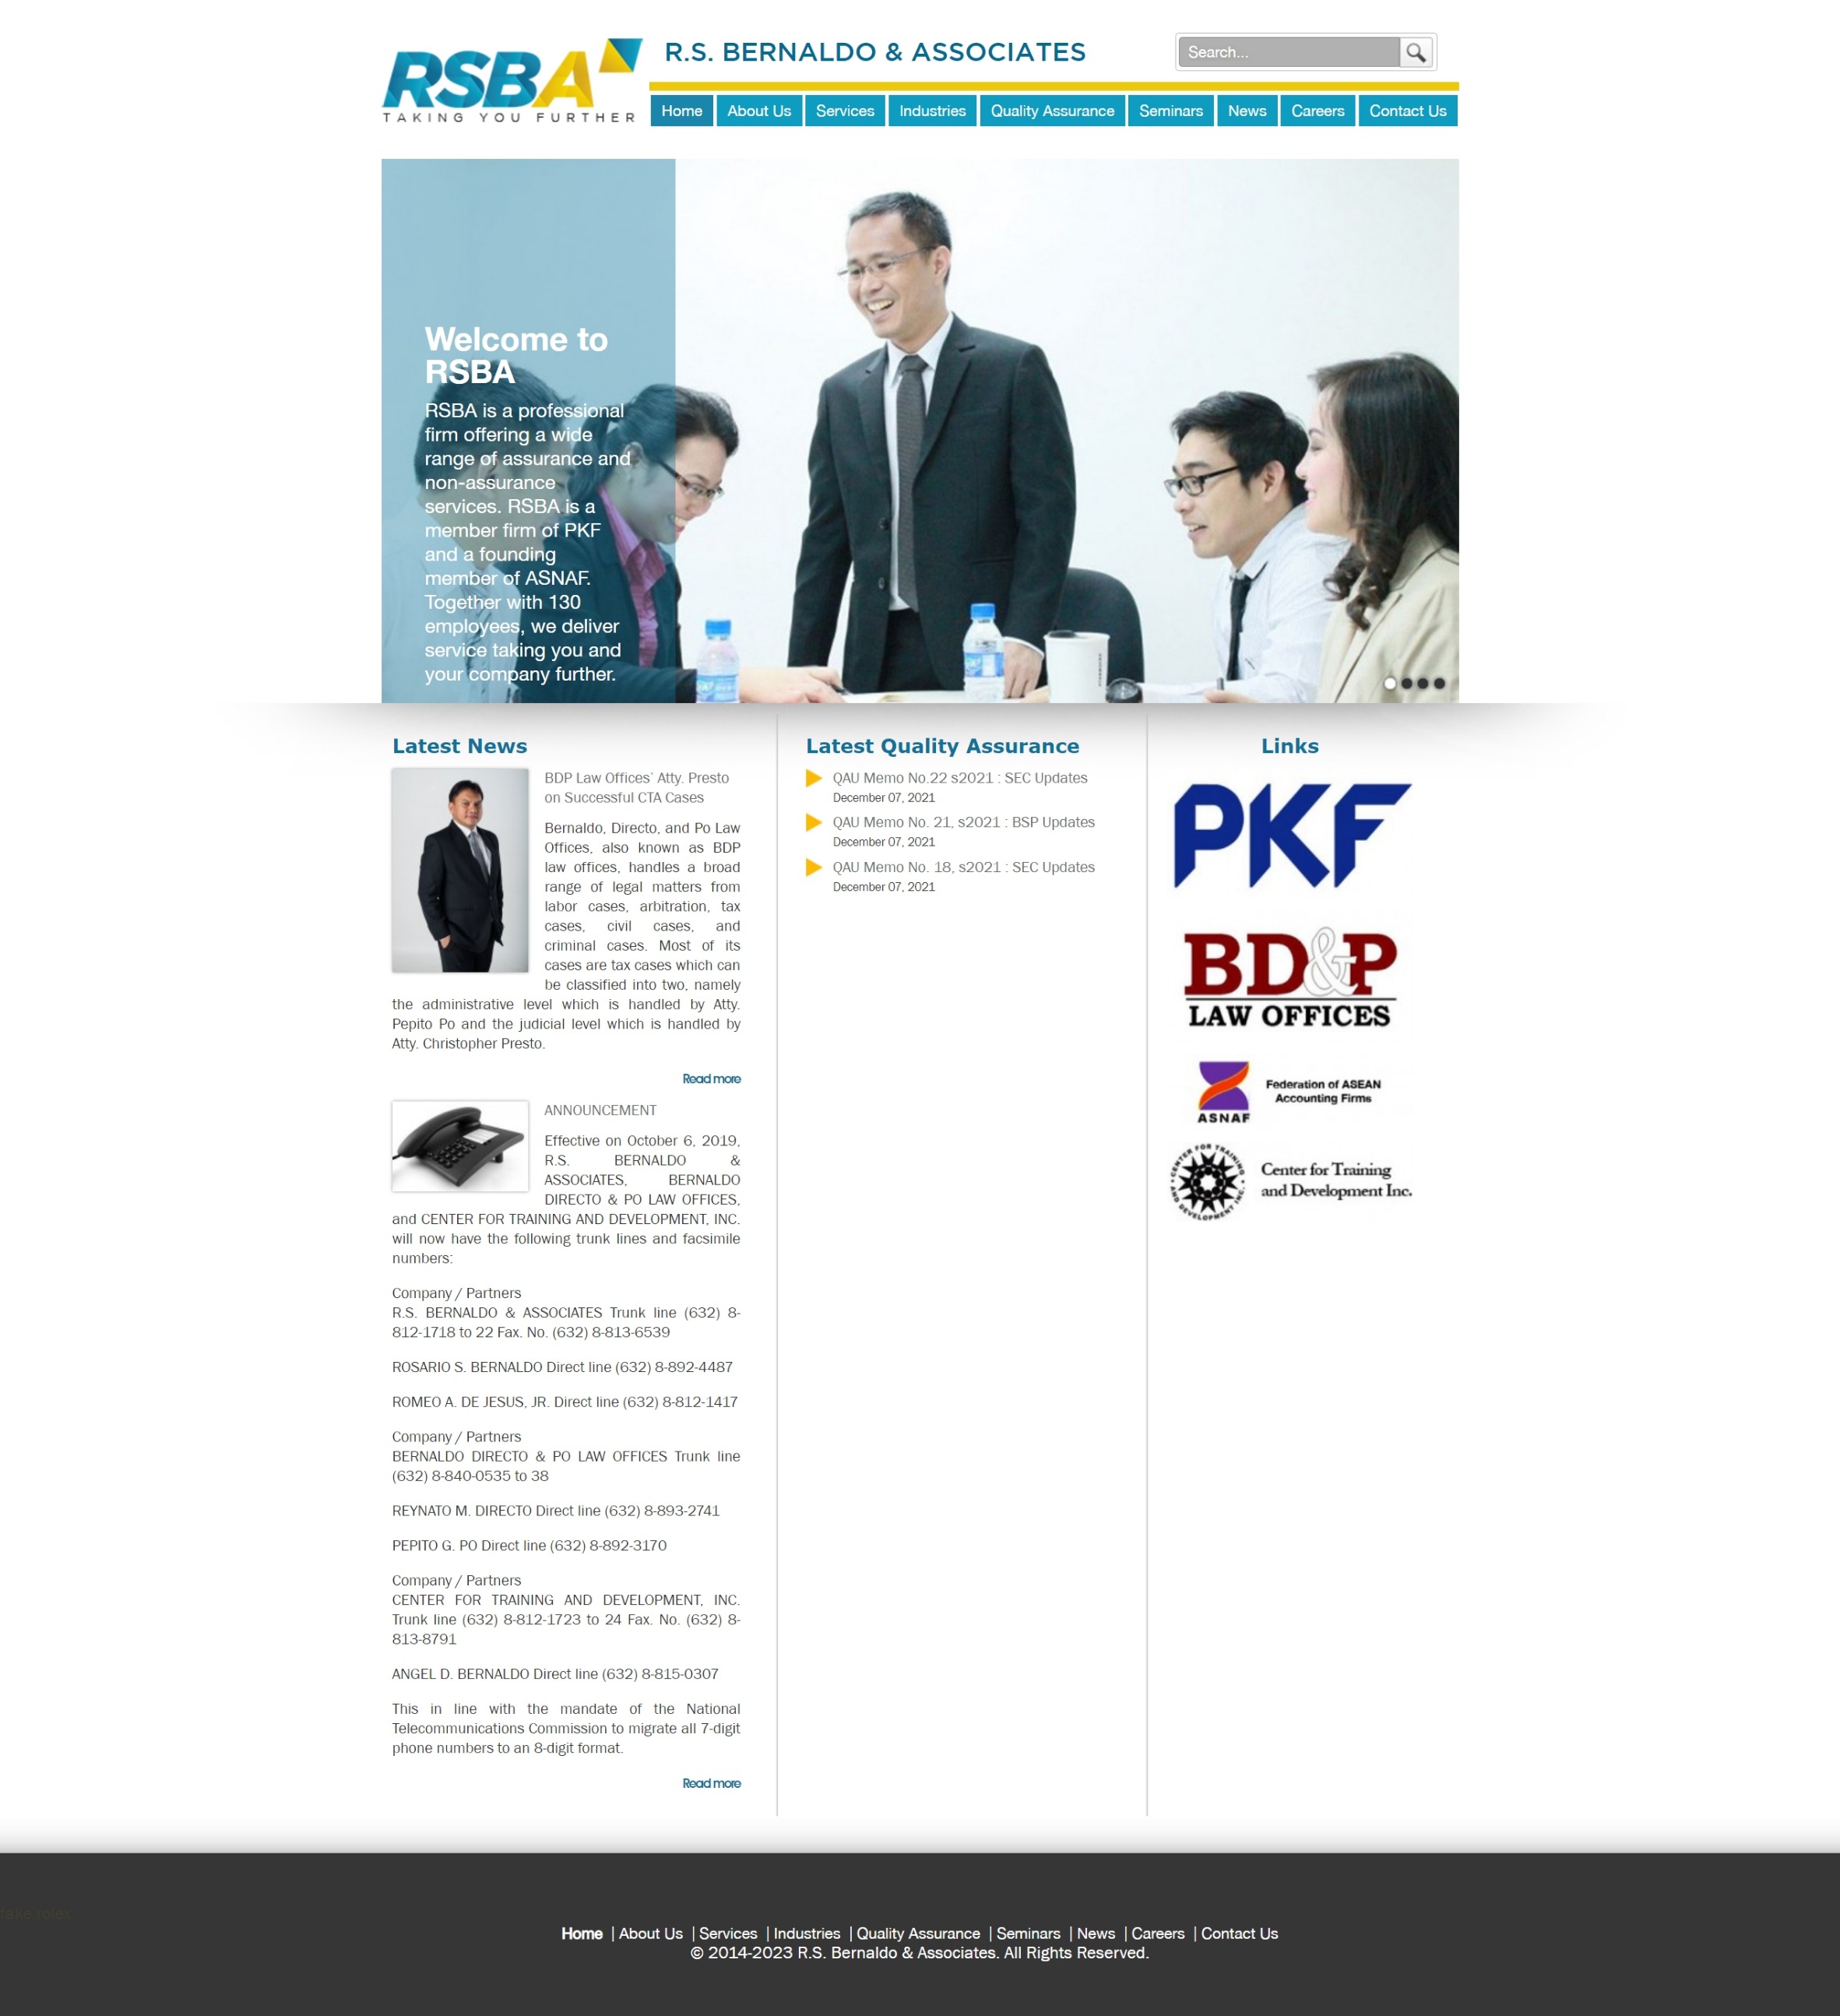 RSBA
TAKING YOU FURTHER
R.S. BERNALDO & ASSOCIATES
Search...
Home
About Us
Services
Industries
Quality Assurance
Seminars
News
Careers
Contact Us
Welcome to
RSBA
RSBA is a professional
firm offering a wide
range of assurance and
non-assurance
services. RSBA is a
member firm of PKF
and a founding
member of ASNAF.
Together with 130
employees, we deliver
service taking you and
your company further.
Latest News
BDP Law Offices` Atty. Presto
on Successful CTA Cases
Bernaldo, Directo, and Po Law
Offices, also known as BDP
law offices, handles a broad
range of legal matters from
labor cases, arbitration, tax
cases, civil cases, and
criminal cases. Most of its
cases are tax cases which can
be classified into two, namely
the administrative level which is handled by Atty.
Pepito Po and the judicial level which is handled by
Atty. Christopher Presto.
Read more
ANNOUNCEMENT
Effective on October 6, 2019,
R.S. BERNALDO &
ASSOCIATES, BERNALDO
DIRECTO & PO LAW OFFICES,
and CENTER FOR TRAINING AND DEVELOPMENT, INC.
will now have the following trunk lines and facsimile
numbers:
Company / Partners
R.S. BERNALDO & ASSOCIATES Trunk line (632) 8-
812-1718 to 22 Fax. No. (632) 8-813-6539
ROSARIO S. BERNALDO Direct line (632) 8-892-4487
ROMEO A. DE JESUS, JR. Direct line (632) 8-812-1417
Company / Partners
BERNALDO DIRECTO & PO LAW OFFICES Trunk line
(632) 8-840-0535 to 38
REYNATO M. DIRECTO Direct line (632) 8-893-2741
PEPITO G. PO Direct line (632) 8-892-3170
Company / Partners
CENTER FOR TRAINING AND DEVELOPMENT, INC.
Trunk line (632) 8-812-1723 to 24 Fax. No. (632) 8-
813-8791
ANGEL D. BERNALDO Direct line (632) 8-815-0307
This in line with the mandate of the National
Telecommunications Commission to migrate all 7-digit
phone numbers to an 8-digit format.
Read more
Latest Quality Assurance
QAU Memo No.22 s2021 : SEC Updates
December 07, 2021
QAU Memo No. 21, s2021 : BSP Updates
December 07, 2021
QAU Memo No. 18, s2021 : SEC Updates
December 07, 2021
Links
PKF
BD&P
LAW OFFICES
ASNAF
Federation of ASEAN
Accounting Firms
CENTER FOR TRAINING AND DEVELOPMENT INC.
Center for Training
and Development Inc.
fake rolex
Home | About Us | Services | Industries | Quality Assurance | Seminars | News | Careers | Contact Us
© 2014-2023 R.S. Bernaldo & Associates. All Rights Reserved.